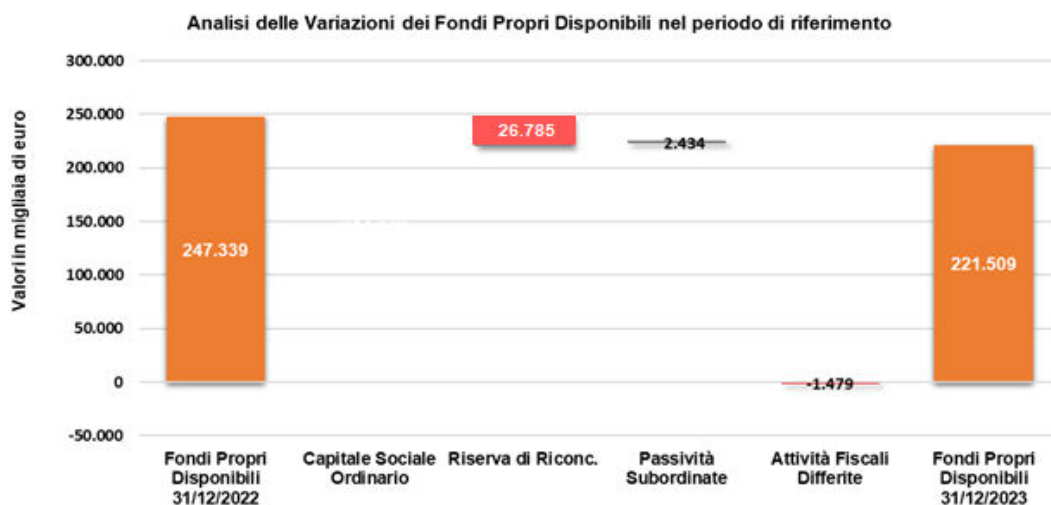 Analisi delle Variazioni dei Fondi Propri Disponibili nel periodo di riferimento
Valori in migliaia di euro
300.000
250.000
200.000
150.000
100.000
50.000
0
-50.000
247.339
26.785
2.434
-1.479
221.509
Fondi Propri
Disponibili
31/12/2022
Capitale Sociale
Ordinario
Riserva di Riconc.
Passività
Subordinate
Attività Fiscali
Differite
Fondi Propri
Disponibili
31/12/2023